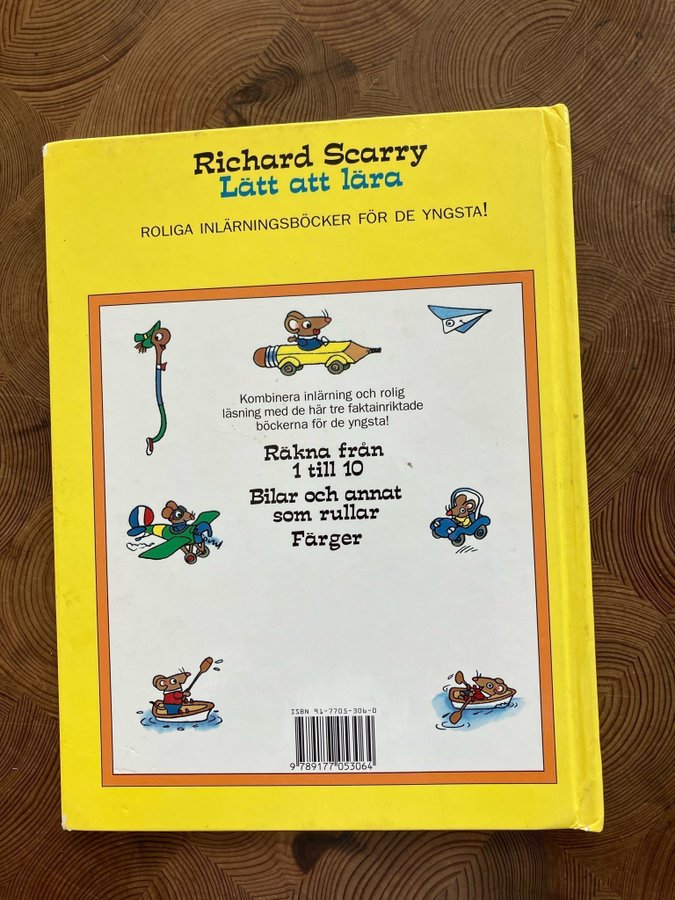 Richard Scarry
Lätt att lära
ROLIGA INLÄRNINGSBÖCKER FÖR DE YNGSTA!
Kombinera inlärning och rolig
läsning med de här tre faktainriktade
böckerna för de yngsta!
Räkna från
1 till 10
Bilar och annat
som rullar
Färger
ISBN 91-7705-306-0
9 789177 053064